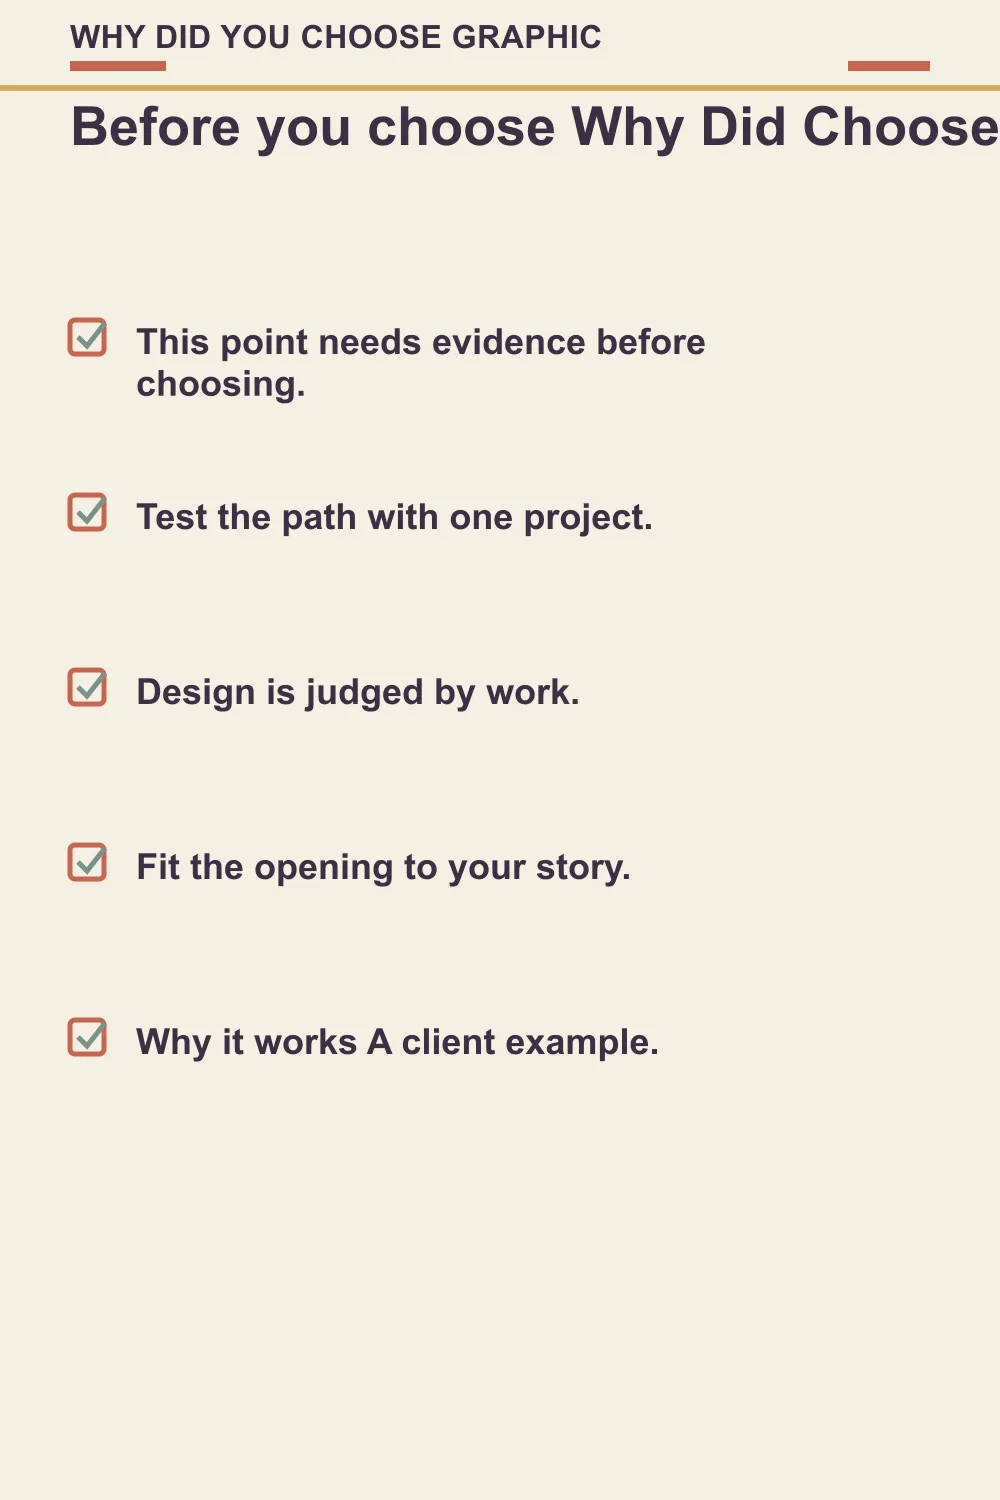 WHY DID YOU CHOOSE GRAPHIC
Before you choose Why Did Choose
This point needs evidence before
choosing.
Test the path with one project.
Design is judged by work.
Fit the opening to your story.
Why it works A client example.